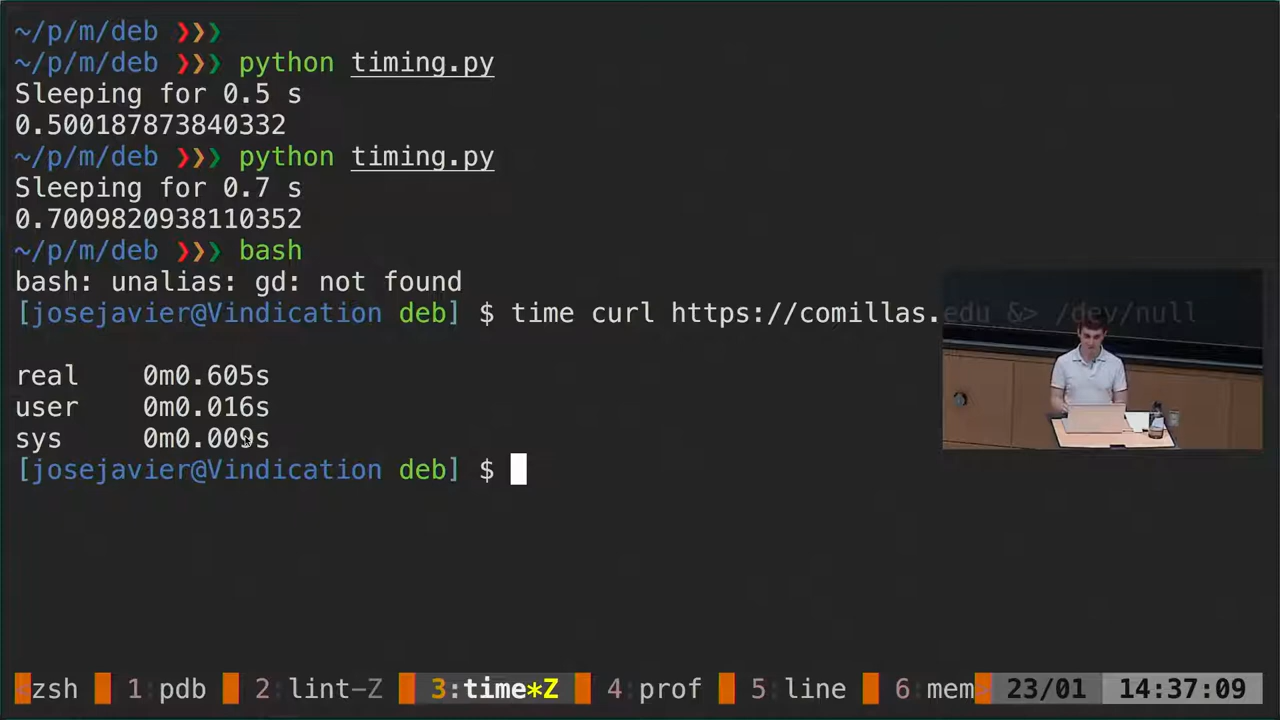 ~/p/m/deb ❯❯❯
~/p/m/deb ❯❯❯ python timing.py
Sleeping for 0.5 s
0.500187873840332
~/p/m/deb ❯❯❯ python timing.py
Sleeping for 0.7 s
0.7009820938110352
~/p/m/deb ❯❯❯ bash
bash: unalias: gd: not found
[josejavier@Vindication deb] $ time curl https://comillas.edu &> /dev/null
real 0m0.605s
user 0m0.016s
sys 0m0.009s
[josejavier@Vindication deb] $
zsh 1 pdb 2 lint-Z 3:time*Z 4 prof 5 line 6 mem 23/01 14:37:09